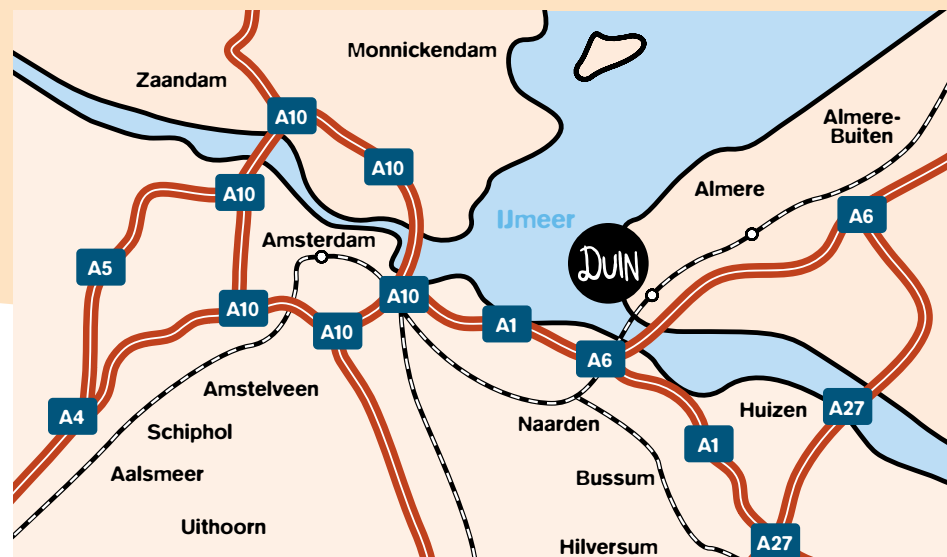 Monnickendam
Zaandam
A10
Almere-
Buiten
A10
A10
Almere
IJmeer
A6
Amsterdam
DUIN
A5
A10
A10
A1
A10
A6
Amstelveen
A4
Huizen
A27
Naarden
Schiphol
A1
Aalsmeer
Bussum
Uithoorn
Hilversum
A27